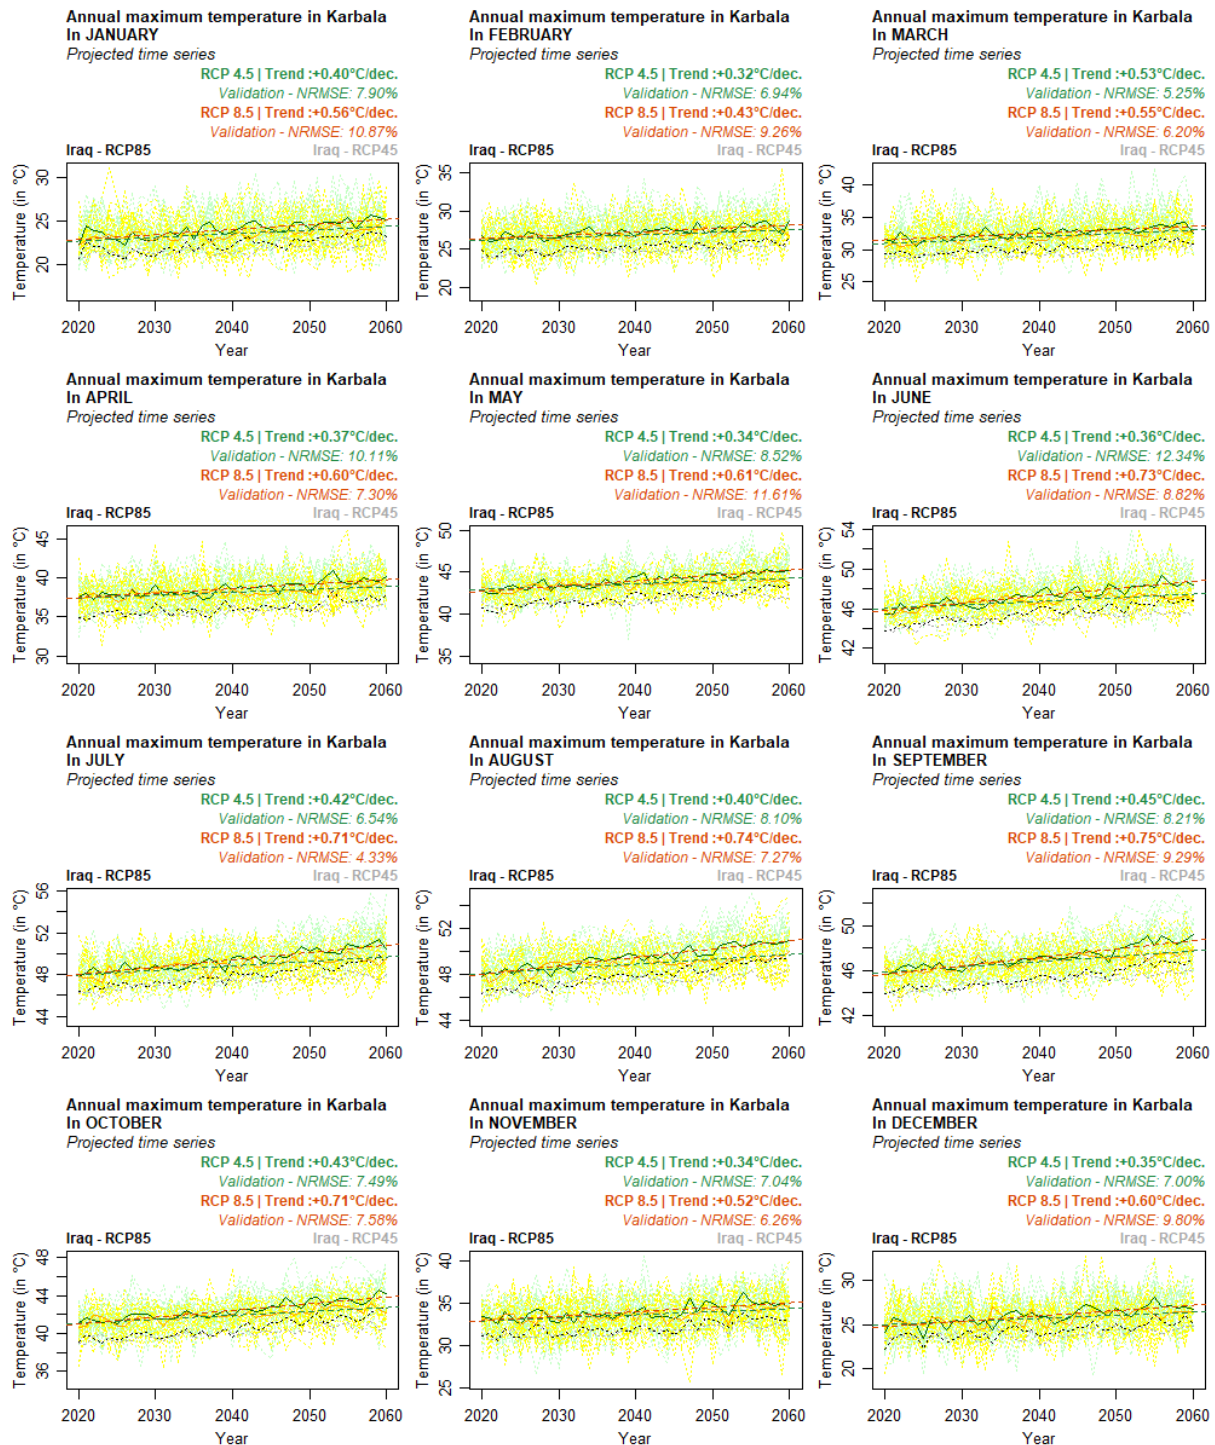 Annual maximum temperature in Karbala
In JANUARY
Projected time series
RCP 4.5 | Trend :+0.40°C/dec.
Validation - NRMSE: 7.90%
RCP 8.5 | Trend :+0.56°C/dec.
Validation - NRMSE: 10.87%
Iraq - RCP85 Iraq - RCP45
Temperature (in °C)
30
25
20
2020 2030 2040 2050 2060
Year
Annual maximum temperature in Karbala
In FEBRUARY
Projected time series
RCP 4.5 | Trend :+0.32°C/dec.
Validation - NRMSE: 6.94%
RCP 8.5 | Trend :+0.43°C/dec.
Validation - NRMSE: 9.26%
Iraq - RCP85 Iraq - RCP45
Temperature (in °C)
35
30
25
20
2020 2030 2040 2050 2060
Year
Annual maximum temperature in Karbala
In MARCH
Projected time series
RCP 4.5 | Trend :+0.53°C/dec.
Validation - NRMSE: 5.25%
RCP 8.5 | Trend :+0.55°C/dec.
Validation - NRMSE: 6.20%
Iraq - RCP85 Iraq - RCP45
Temperature (in °C)
40
35
30
25
2020 2030 2040 2050 2060
Year
Annual maximum temperature in Karbala
In APRIL
Projected time series
RCP 4.5 | Trend :+0.37°C/dec.
Validation - NRMSE: 10.11%
RCP 8.5 | Trend :+0.60°C/dec.
Validation - NRMSE: 7.30%
Iraq - RCP85 Iraq - RCP45
Temperature (in °C)
45
40
35
30
2020 2030 2040 2050 2060
Year
Annual maximum temperature in Karbala
In MAY
Projected time series
RCP 4.5 | Trend :+0.34°C/dec.
Validation - NRMSE: 8.52%
RCP 8.5 | Trend :+0.61°C/dec.
Validation - NRMSE: 11.61%
Iraq - RCP85 Iraq - RCP45
Temperature (in °C)
50
45
40
35
2020 2030 2040 2050 2060
Year
Annual maximum temperature in Karbala
In JUNE
Projected time series
RCP 4.5 | Trend :+0.36°C/dec.
Validation - NRMSE: 12.34%
RCP 8.5 | Trend :+0.73°C/dec.
Validation - NRMSE: 8.82%
Iraq - RCP85 Iraq - RCP45
Temperature (in °C)
54
50
46
42
2020 2030 2040 2050 2060
Year
Annual maximum temperature in Karbala
In JULY
Projected time series
RCP 4.5 | Trend :+0.42°C/dec.
Validation - NRMSE: 6.54%
RCP 8.5 | Trend :+0.71°C/dec.
Validation - NRMSE: 4.33%
Iraq - RCP85 Iraq - RCP45
Temperature (in °C)
56
52
48
44
2020 2030 2040 2050 2060
Year
Annual maximum temperature in Karbala
In AUGUST
Projected time series
RCP 4.5 | Trend :+0.40°C/dec.
Validation - NRMSE: 8.10%
RCP 8.5 | Trend :+0.74°C/dec.
Validation - NRMSE: 7.27%
Iraq - RCP85 Iraq - RCP45
Temperature (in °C)
52
48
44
2020 2030 2040 2050 2060
Year
Annual maximum temperature in Karbala
In SEPTEMBER
Projected time series
RCP 4.5 | Trend :+0.45°C/dec.
Validation - NRMSE: 8.21%
RCP 8.5 | Trend :+0.75°C/dec.
Validation - NRMSE: 9.29%
Iraq - RCP85 Iraq - RCP45
Temperature (in °C)
50
46
42
2020 2030 2040 2050 2060
Year
Annual maximum temperature in Karbala
In OCTOBER
Projected time series
RCP 4.5 | Trend :+0.43°C/dec.
Validation - NRMSE: 7.49%
RCP 8.5 | Trend :+0.71°C/dec.
Validation - NRMSE: 7.58%
Iraq - RCP85 Iraq - RCP45
Temperature (in °C)
48
44
40
36
2020 2030 2040 2050 2060
Year
Annual maximum temperature in Karbala
In NOVEMBER
Projected time series
RCP 4.5 | Trend :+0.34°C/dec.
Validation - NRMSE: 7.04%
RCP 8.5 | Trend :+0.52°C/dec.
Validation - NRMSE: 6.26%
Iraq - RCP85 Iraq - RCP45
Temperature (in °C)
40
35
30
25
2020 2030 2040 2050 2060
Year
Annual maximum temperature in Karbala
In DECEMBER
Projected time series
RCP 4.5 | Trend :+0.35°C/dec.
Validation - NRMSE: 7.00%
RCP 8.5 | Trend :+0.60°C/dec.
Validation - NRMSE: 9.80%
Iraq - RCP85 Iraq - RCP45
Temperature (in °C)
30
25
20
2020 2030 2040 2050 2060
Year